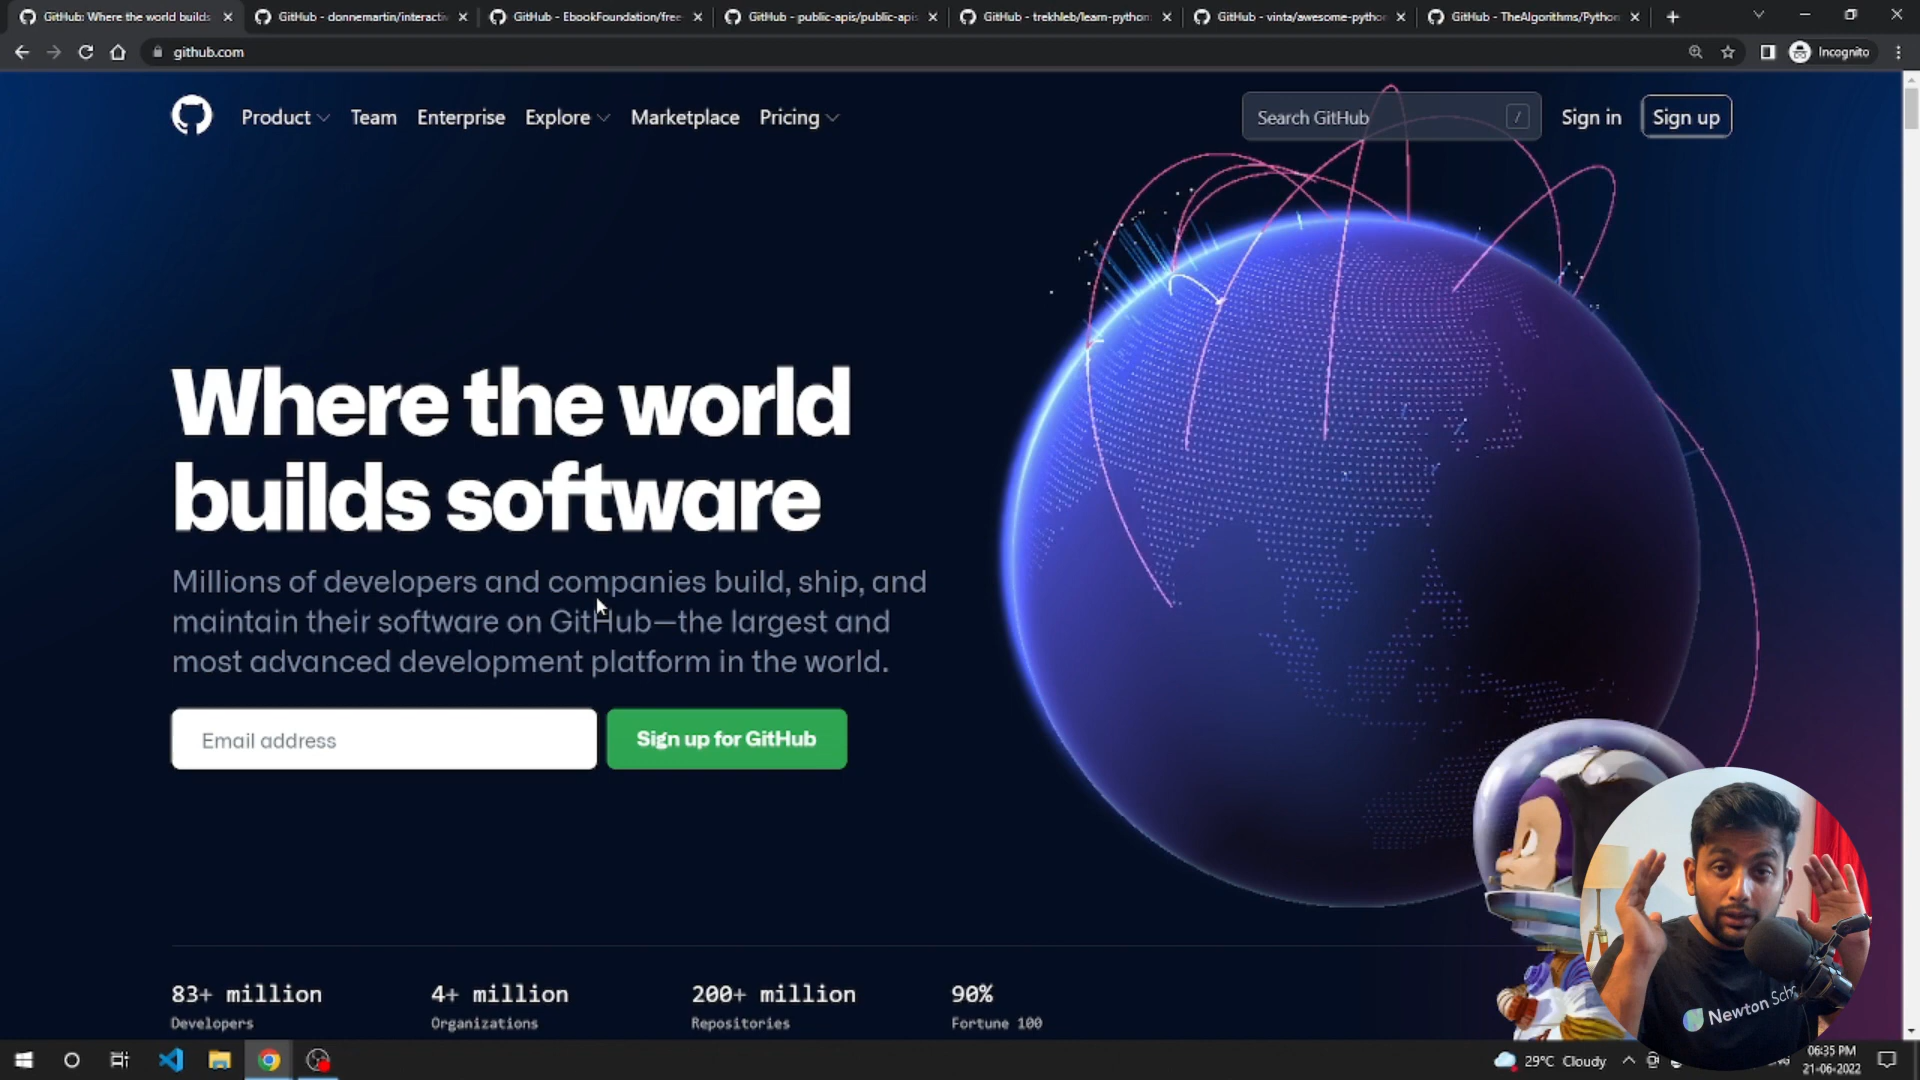 GitHub: Where the world builds
GitHub - donnemartin/interactiv
GitHub - EbookFoundation/free-
GitHub - public-apis/public-apis
GitHub - trekhleb/learn-python
GitHub - vinta/awesome-python
GitHub - TheAlgorithms/Python
github.com
Incognito
Product
Team
Enterprise
Explore
Marketplace
Pricing
Search GitHub
/
Sign in
Sign up
Where the world
builds software
Millions of developers and companies build, ship, and
maintain their software on GitHub—the largest and
most advanced development platform in the world.
Email address
Sign up for GitHub
83+ million
Developers
4+ million
Organizations
200+ million
Repositories
90%
Fortune 100
Newton Scho
29°C Cloudy
06:35 PM
21-06-2022